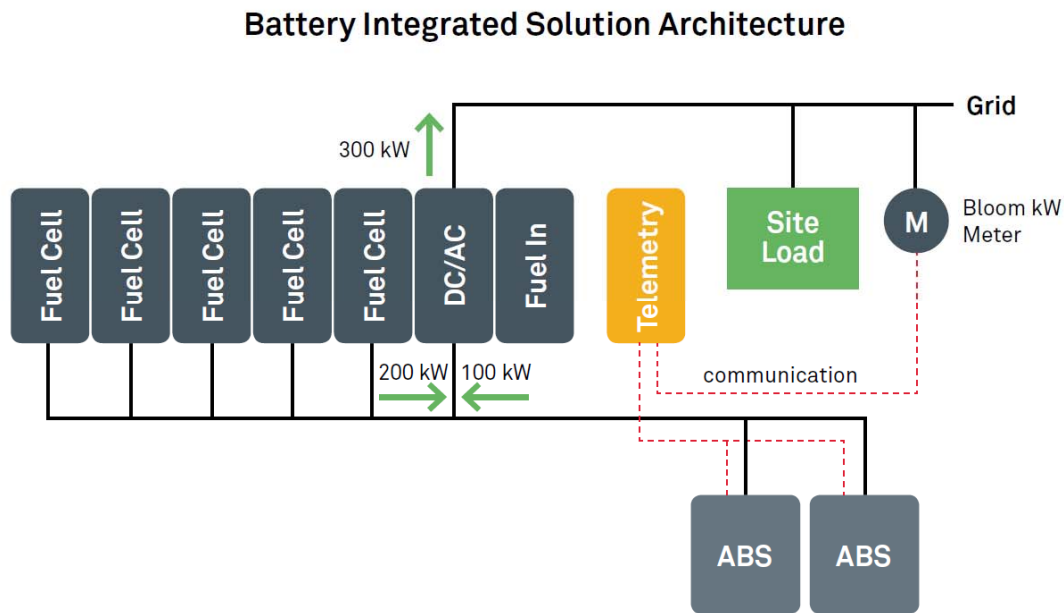 Battery Integrated Solution Architecture
Grid
300 kW
Fuel Cell
Fuel Cell
Fuel Cell
Fuel Cell
Fuel Cell
DC/AC
Fuel In
Telemetry
Site
Load
M
Bloom kW
Meter
200 kW
100 kW
communication
ABS
ABS